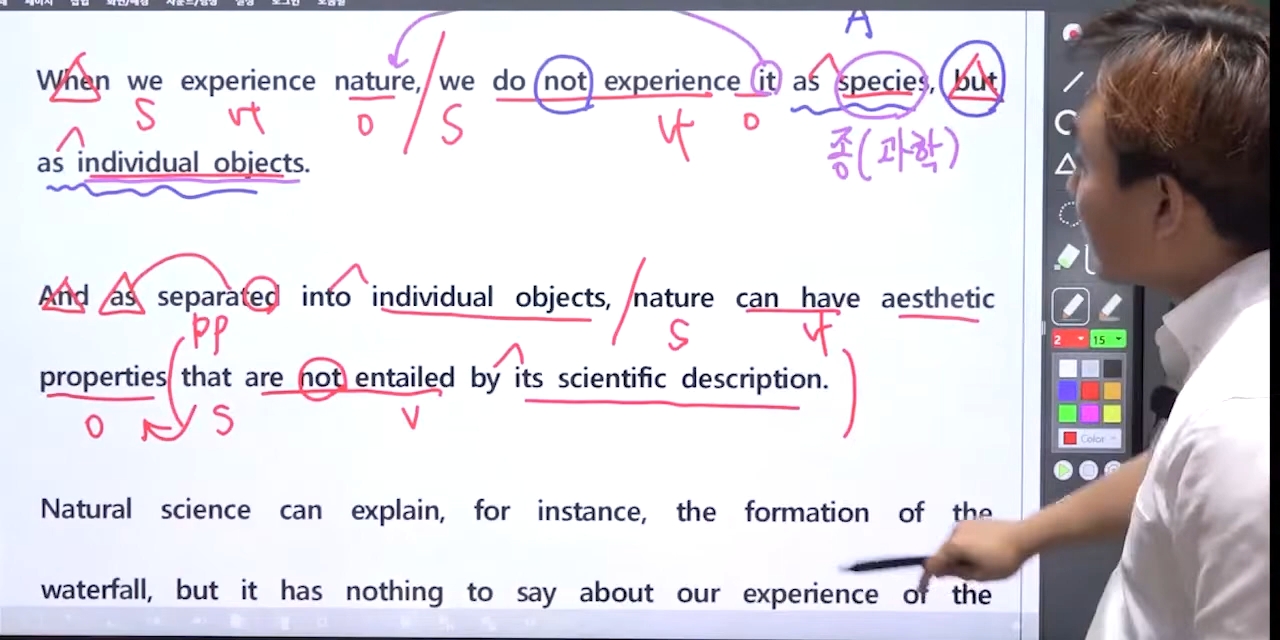 A
When we experience nature, we do not experience it as species, but
S vt O S vt O 종(과학)
as individual objects.
And as separated into individual objects, nature can have aesthetic
pp S vt
properties that are not entailed by its scientific description.
O S V
Natural science can explain, for instance, the formation of the
waterfall, but it has nothing to say about our experience of the
2 15
Color